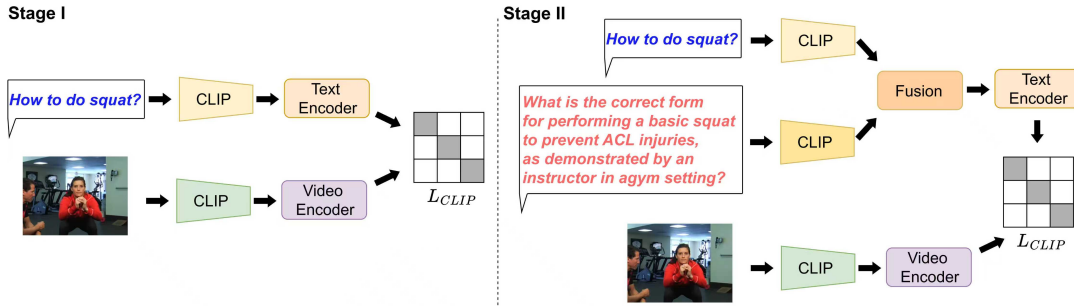 Stage I
How to do squat?
CLIP
Text
Encoder
CLIP
Video
Encoder
L_CLIP
Stage II
How to do squat?
CLIP
What is the correct form
for performing a basic squat
to prevent ACL injuries,
as demonstrated by an
instructor in agym setting?
CLIP
Fusion
Text
Encoder
CLIP
Video
Encoder
L_CLIP